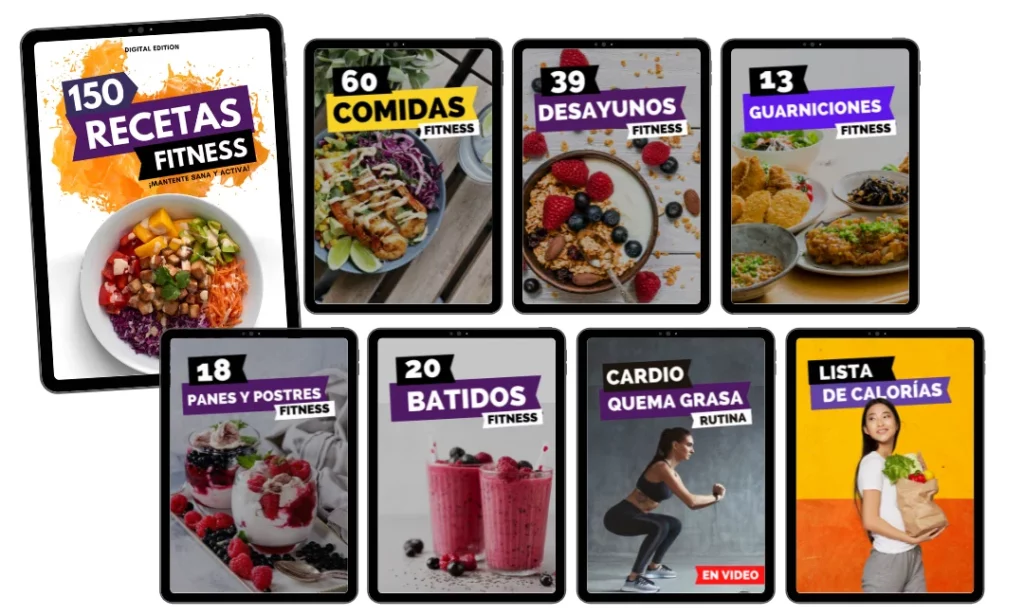 DIGITAL EDITION
150
RECETAS
FITNESS
¡MANTENTE SANA Y ACTIVA!
60
COMIDAS
FITNESS
39
DESAYUNOS
FITNESS
13
GUARNICIONES
FITNESS
18
PANES Y POSTRES
FITNESS
20
BATIDOS
FITNESS
CARDIO
QUEMA GRASA
RUTINA
EN VIDEO
LISTA
DE CALORÍAS